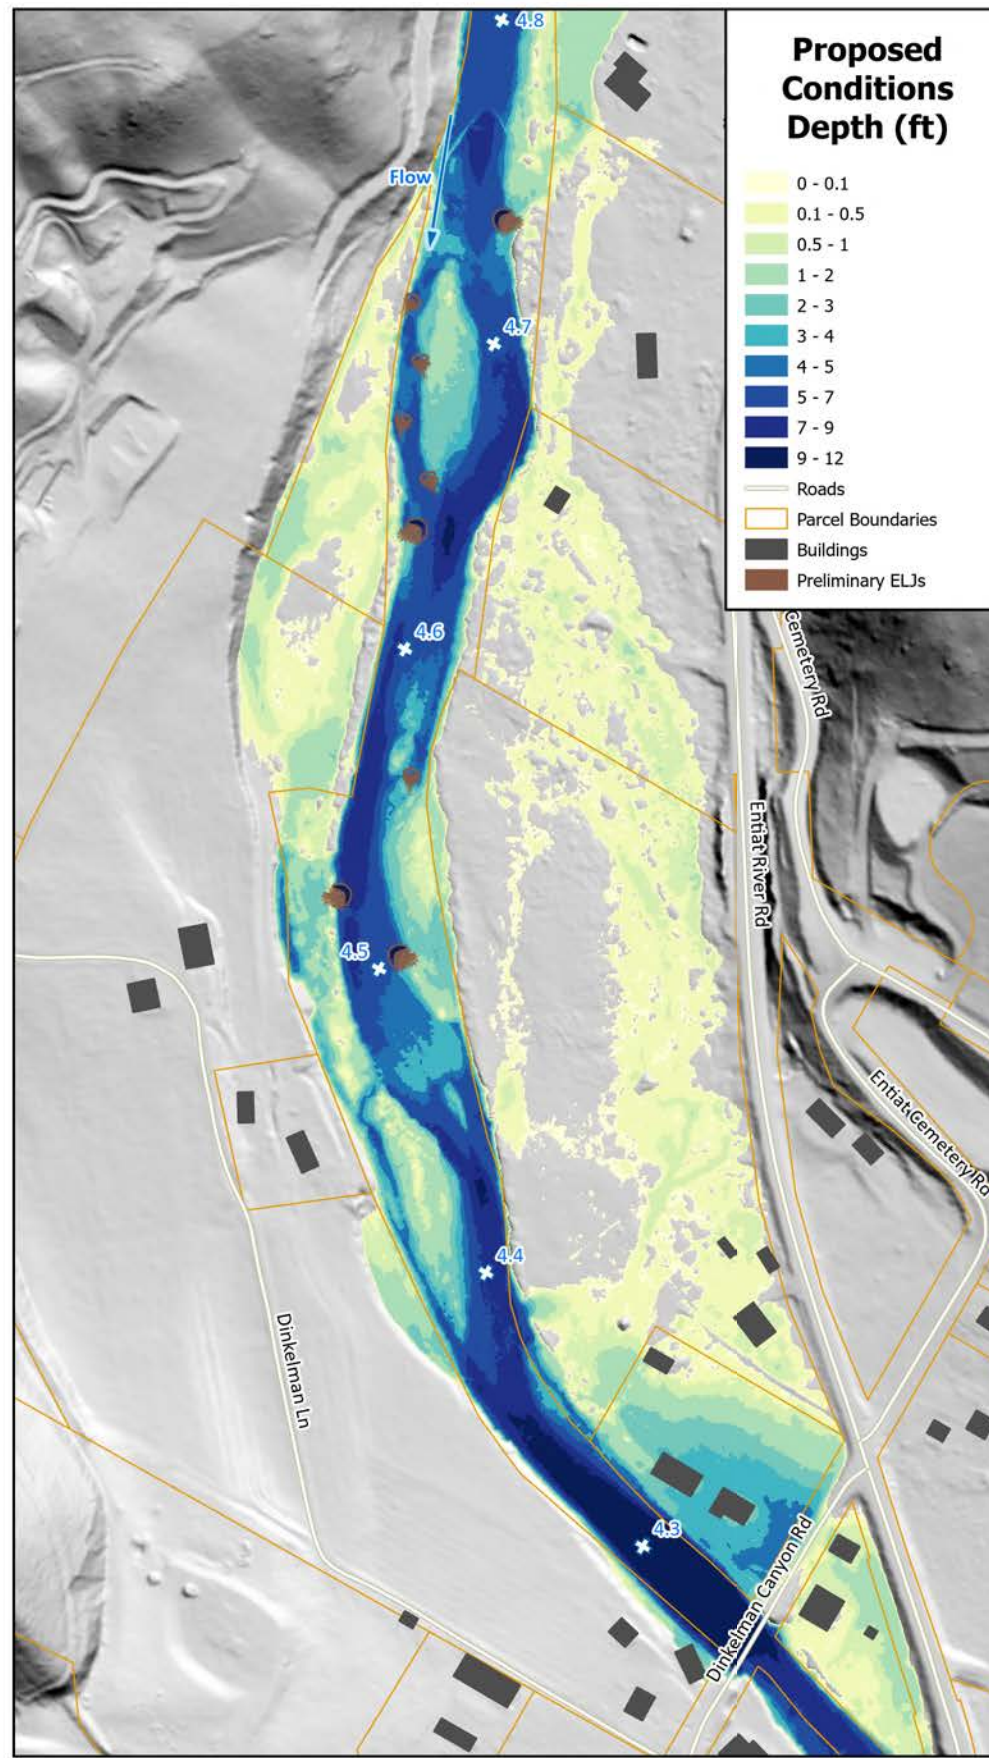 4.8
Proposed
Conditions
Depth (ft)
Flow
0 - 0.1
0.1 - 0.5
0.5 - 1
1 - 2
2 - 3
3 - 4
4 - 5
5 - 7
7 - 9
9 - 12
Roads
Parcel Boundaries
Buildings
Preliminary ELJs
4.7
4.6
Cemetery Rd
Entiat River Rd
4.5
Entiat Cemetery Rd
4.4
Dinkelman Ln
4.3
Dinkelman Canyon Rd